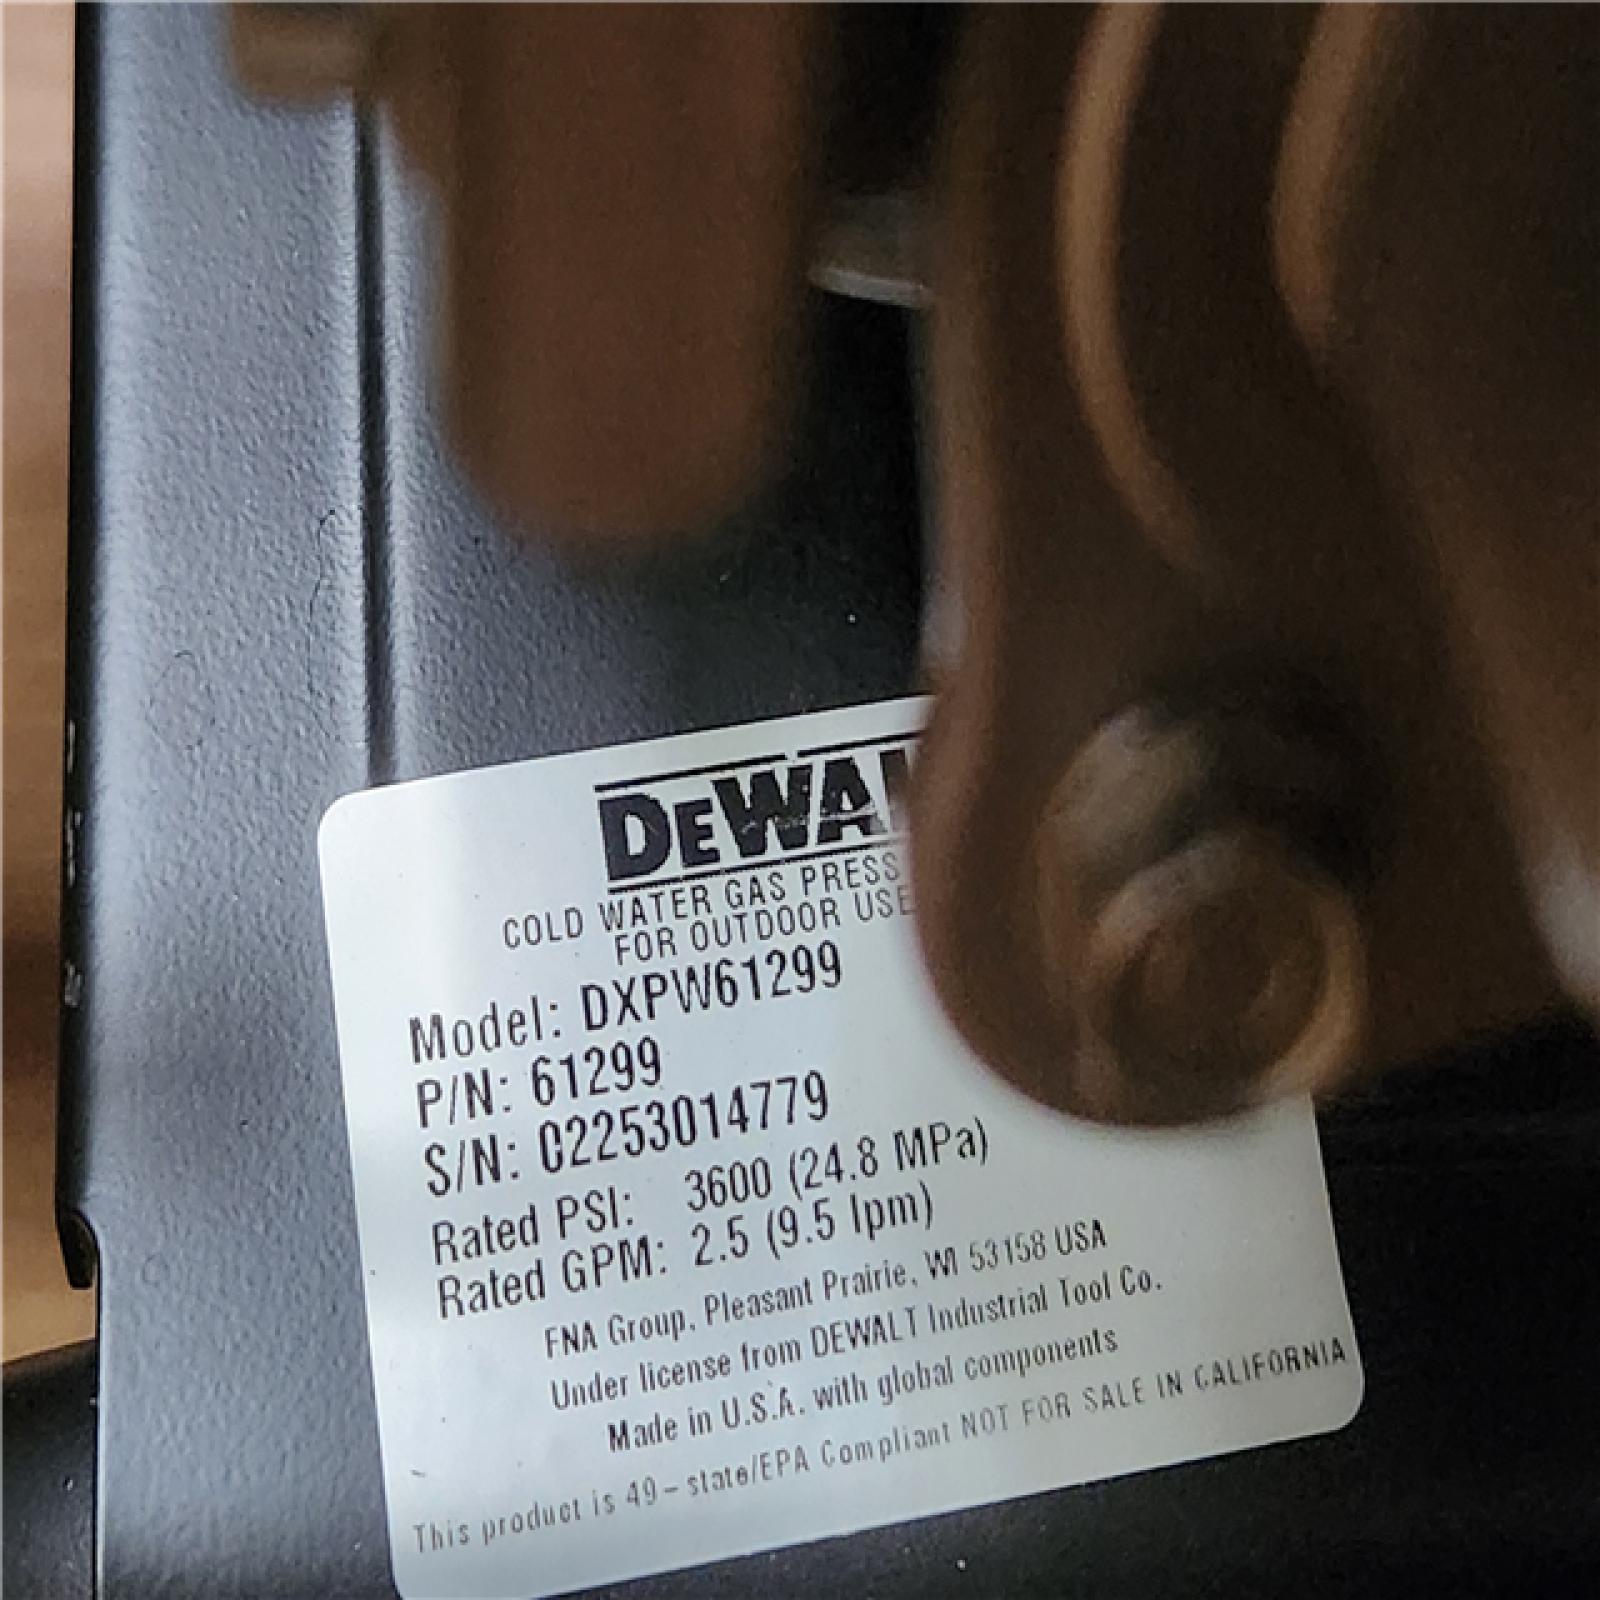 DEWAL
COLD WATER GAS PRESS
FOR OUTDOOR USE
Model: DXPW61299
P/N: 61299
S/N: C2253014779
Rated PSI: 3600 (24.8 MPa)
Rated GPM: 2.5 (9.5 lpm)
FNA Group, Pleasant Prairie, WI 53158 USA
Under license from DEWALT Industrial Tool Co.
Made in U.S.A. with global components
This product is 49-state/EPA Compliant NOT FOR SALE IN CALIFORNIA